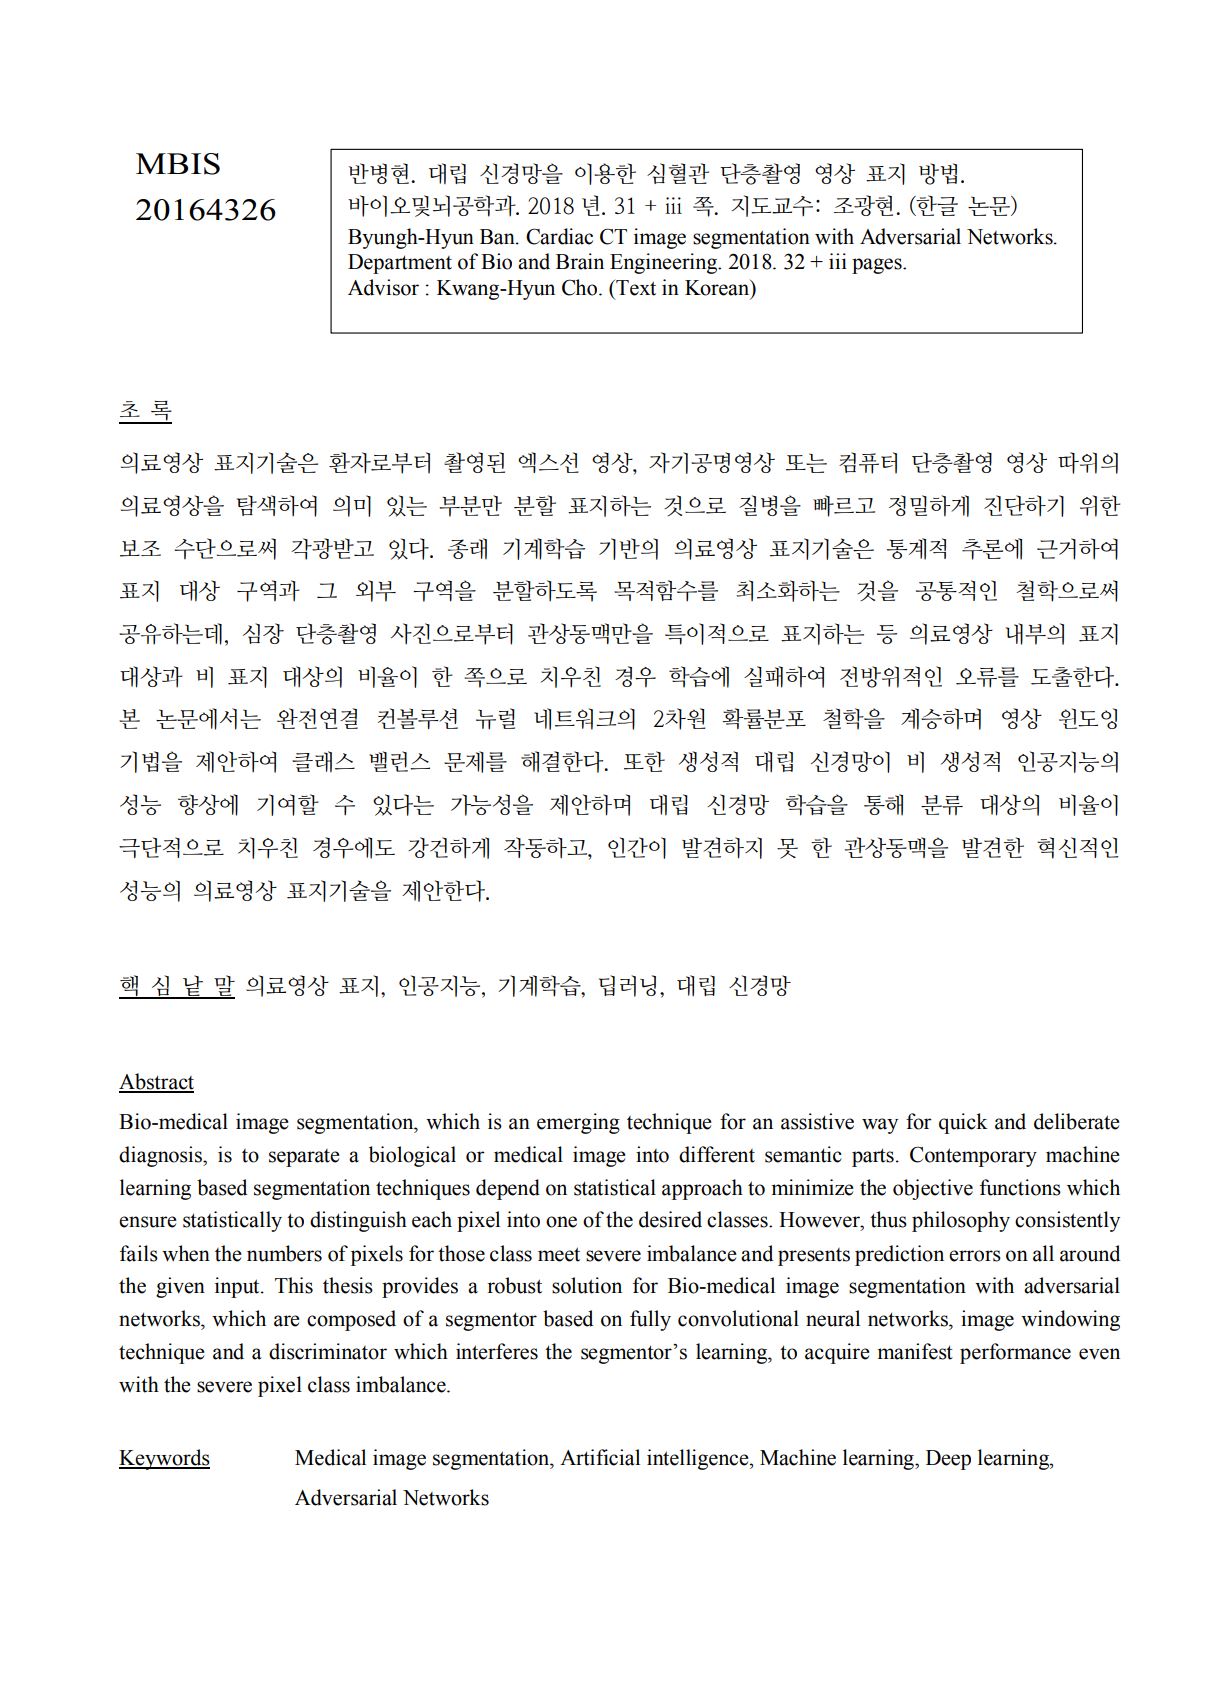 MBIS
20164326
반병현. 대립 신경망을 이용한 심혈관 단층촬영 영상 표지 방법.
바이오및뇌공학과. 2018 년. 31 + iii 쪽. 지도교수: 조광현. (한글 논문)
Byungh-Hyun Ban. Cardiac CT image segmentation with Adversarial Networks.
Department of Bio and Brain Engineering. 2018. 32 + iii pages.
Advisor : Kwang-Hyun Cho. (Text in Korean)
초 록
의료영상 표지기술은 환자로부터 촬영된 엑스선 영상, 자기공명영상 또는 컴퓨터 단층촬영 영상 따위의
의료영상을 탐색하여 의미 있는 부분만 분할 표지하는 것으로 질병을 빠르고 정밀하게 진단하기 위한
보조 수단으로써 각광받고 있다. 종래 기계학습 기반의 의료영상 표지기술은 통계적 추론에 근거하여
표지 대상 구역과 그 외부 구역을 분할하도록 목적함수를 최소화하는 것을 공통적인 철학으로써
공유하는데, 심장 단층촬영 사진으로부터 관상동맥만을 특이적으로 표지하는 등 의료영상 내부의 표지
대상과 비 표지 대상의 비율이 한 쪽으로 치우친 경우 학습에 실패하여 전방위적인 오류를 도출한다.
본 논문에서는 완전연결 컨볼루션 뉴럴 네트워크의 2차원 확률분포 철학을 계승하며 영상 윈도잉
기법을 제안하여 클래스 밸런스 문제를 해결한다. 또한 생성적 대립 신경망이 비 생성적 인공지능의
성능 향상에 기여할 수 있다는 가능성을 제안하며 대립 신경망 학습을 통해 분류 대상의 비율이
극단적으로 치우친 경우에도 강건하게 작동하고, 인간이 발견하지 못 한 관상동맥을 발견한 혁신적인
성능의 의료영상 표지기술을 제안한다.
핵 심 낱 말 의료영상 표지, 인공지능, 기계학습, 딥러닝, 대립 신경망
Abstract
Bio-medical image segmentation, which is an emerging technique for an assistive way for quick and deliberate
diagnosis, is to separate a biological or medical image into different semantic parts. Contemporary machine
learning based segmentation techniques depend on statistical approach to minimize the objective functions which
ensure statistically to distinguish each pixel into one of the desired classes. However, thus philosophy consistently
fails when the numbers of pixels for those class meet severe imbalance and presents prediction errors on all around
the given input. This thesis provides a robust solution for Bio-medical image segmentation with adversarial
networks, which are composed of a segmentor based on fully convolutional neural networks, image windowing
technique and a discriminator which interferes the segmentor’s learning, to acquire manifest performance even
with the severe pixel class imbalance.
Keywords Medical image segmentation, Artificial intelligence, Machine learning, Deep learning,
Adversarial Networks